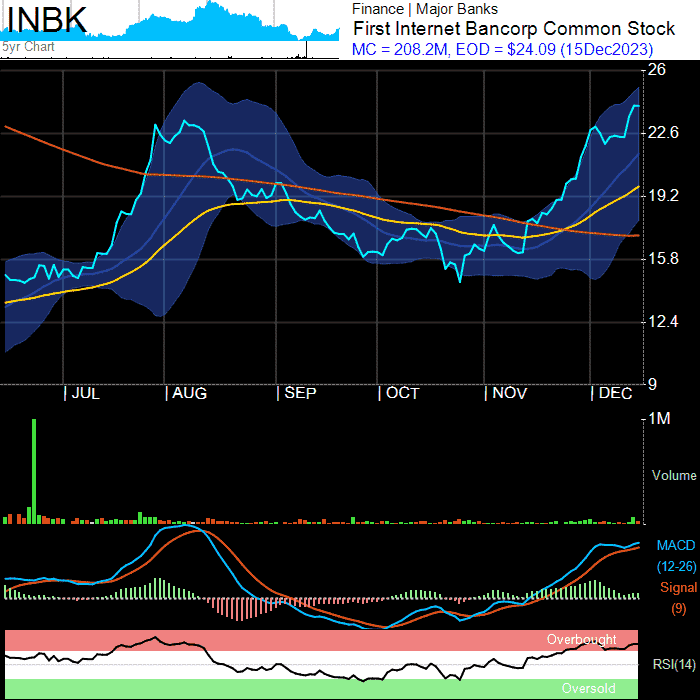 INBK
5yr Chart
Finance | Major Banks
First Internet Bancorp Common Stock
MC = 208.2M, EOD = $24.09 (15Dec2023)
26
22.6
19.2
15.8
12.4
9
| JUL | AUG | SEP | OCT | NOV | DEC
1M
Volume
MACD
(12-26)
Signal
(9)
Overbought
RSI(14)
Oversold